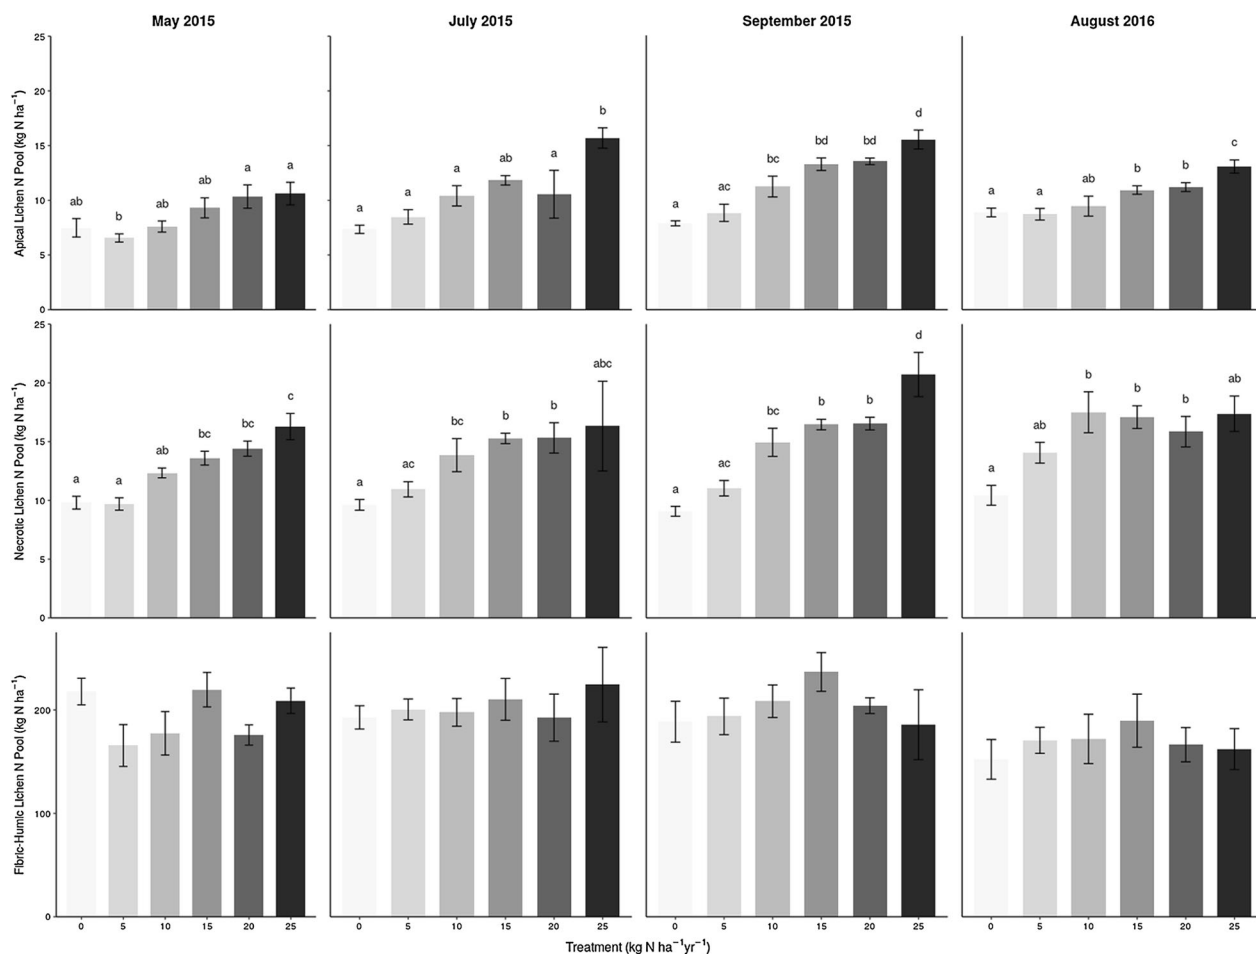 May 2015 July 2015 September 2015 August 2016
Apical Lichen N Pool (kg N ha⁻¹)
25
20
15
10
5
0
ab b ab ab a a
a a a ab a b
a ac bc bd bd d
a a ab b b c
Necrotic Lichen N Pool (kg N ha⁻¹)
25
20
15
10
5
0
a a ab bc bc c
a ac bc b b abc
a ac bc b b d
a ab b b b ab
Fibric-Humic Lichen N Pool (kg N ha⁻¹)
200
100
0
0 5 10 15 20 25 0 5 10 15 20 25 0 5 10 15 20 25 0 5 10 15 20 25
Treatment (kg N ha⁻¹yr⁻¹)